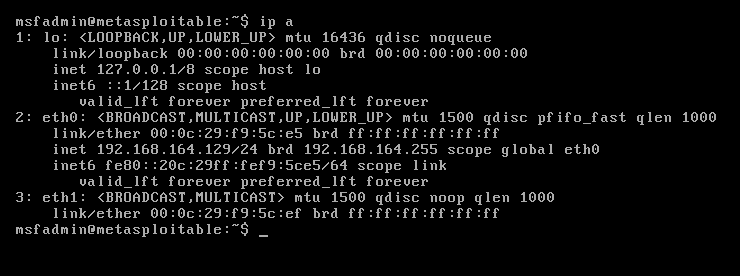 msfadmin@metasploitable:~$ ip a
1: lo: <LOOPBACK,UP,LOWER_UP> mtu 16436 qdisc noqueue
    link/loopback 00:00:00:00:00:00 brd 00:00:00:00:00:00
    inet 127.0.0.1/8 scope host lo
    inet6 ::1/128 scope host
       valid_lft forever preferred_lft forever
2: eth0: <BROADCAST,MULTICAST,UP,LOWER_UP> mtu 1500 qdisc pfifo_fast qlen 1000
    link/ether 00:0c:29:f9:5c:e5 brd ff:ff:ff:ff:ff:ff
    inet 192.168.164.129/24 brd 192.168.164.255 scope global eth0
    inet6 fe80::20c:29ff:fef9:5ce5/64 scope link
       valid_lft forever preferred_lft forever
3: eth1: <BROADCAST,MULTICAST> mtu 1500 qdisc noop qlen 1000
    link/ether 00:0c:29:f9:5c:ef brd ff:ff:ff:ff:ff:ff
msfadmin@metasploitable:~$ _